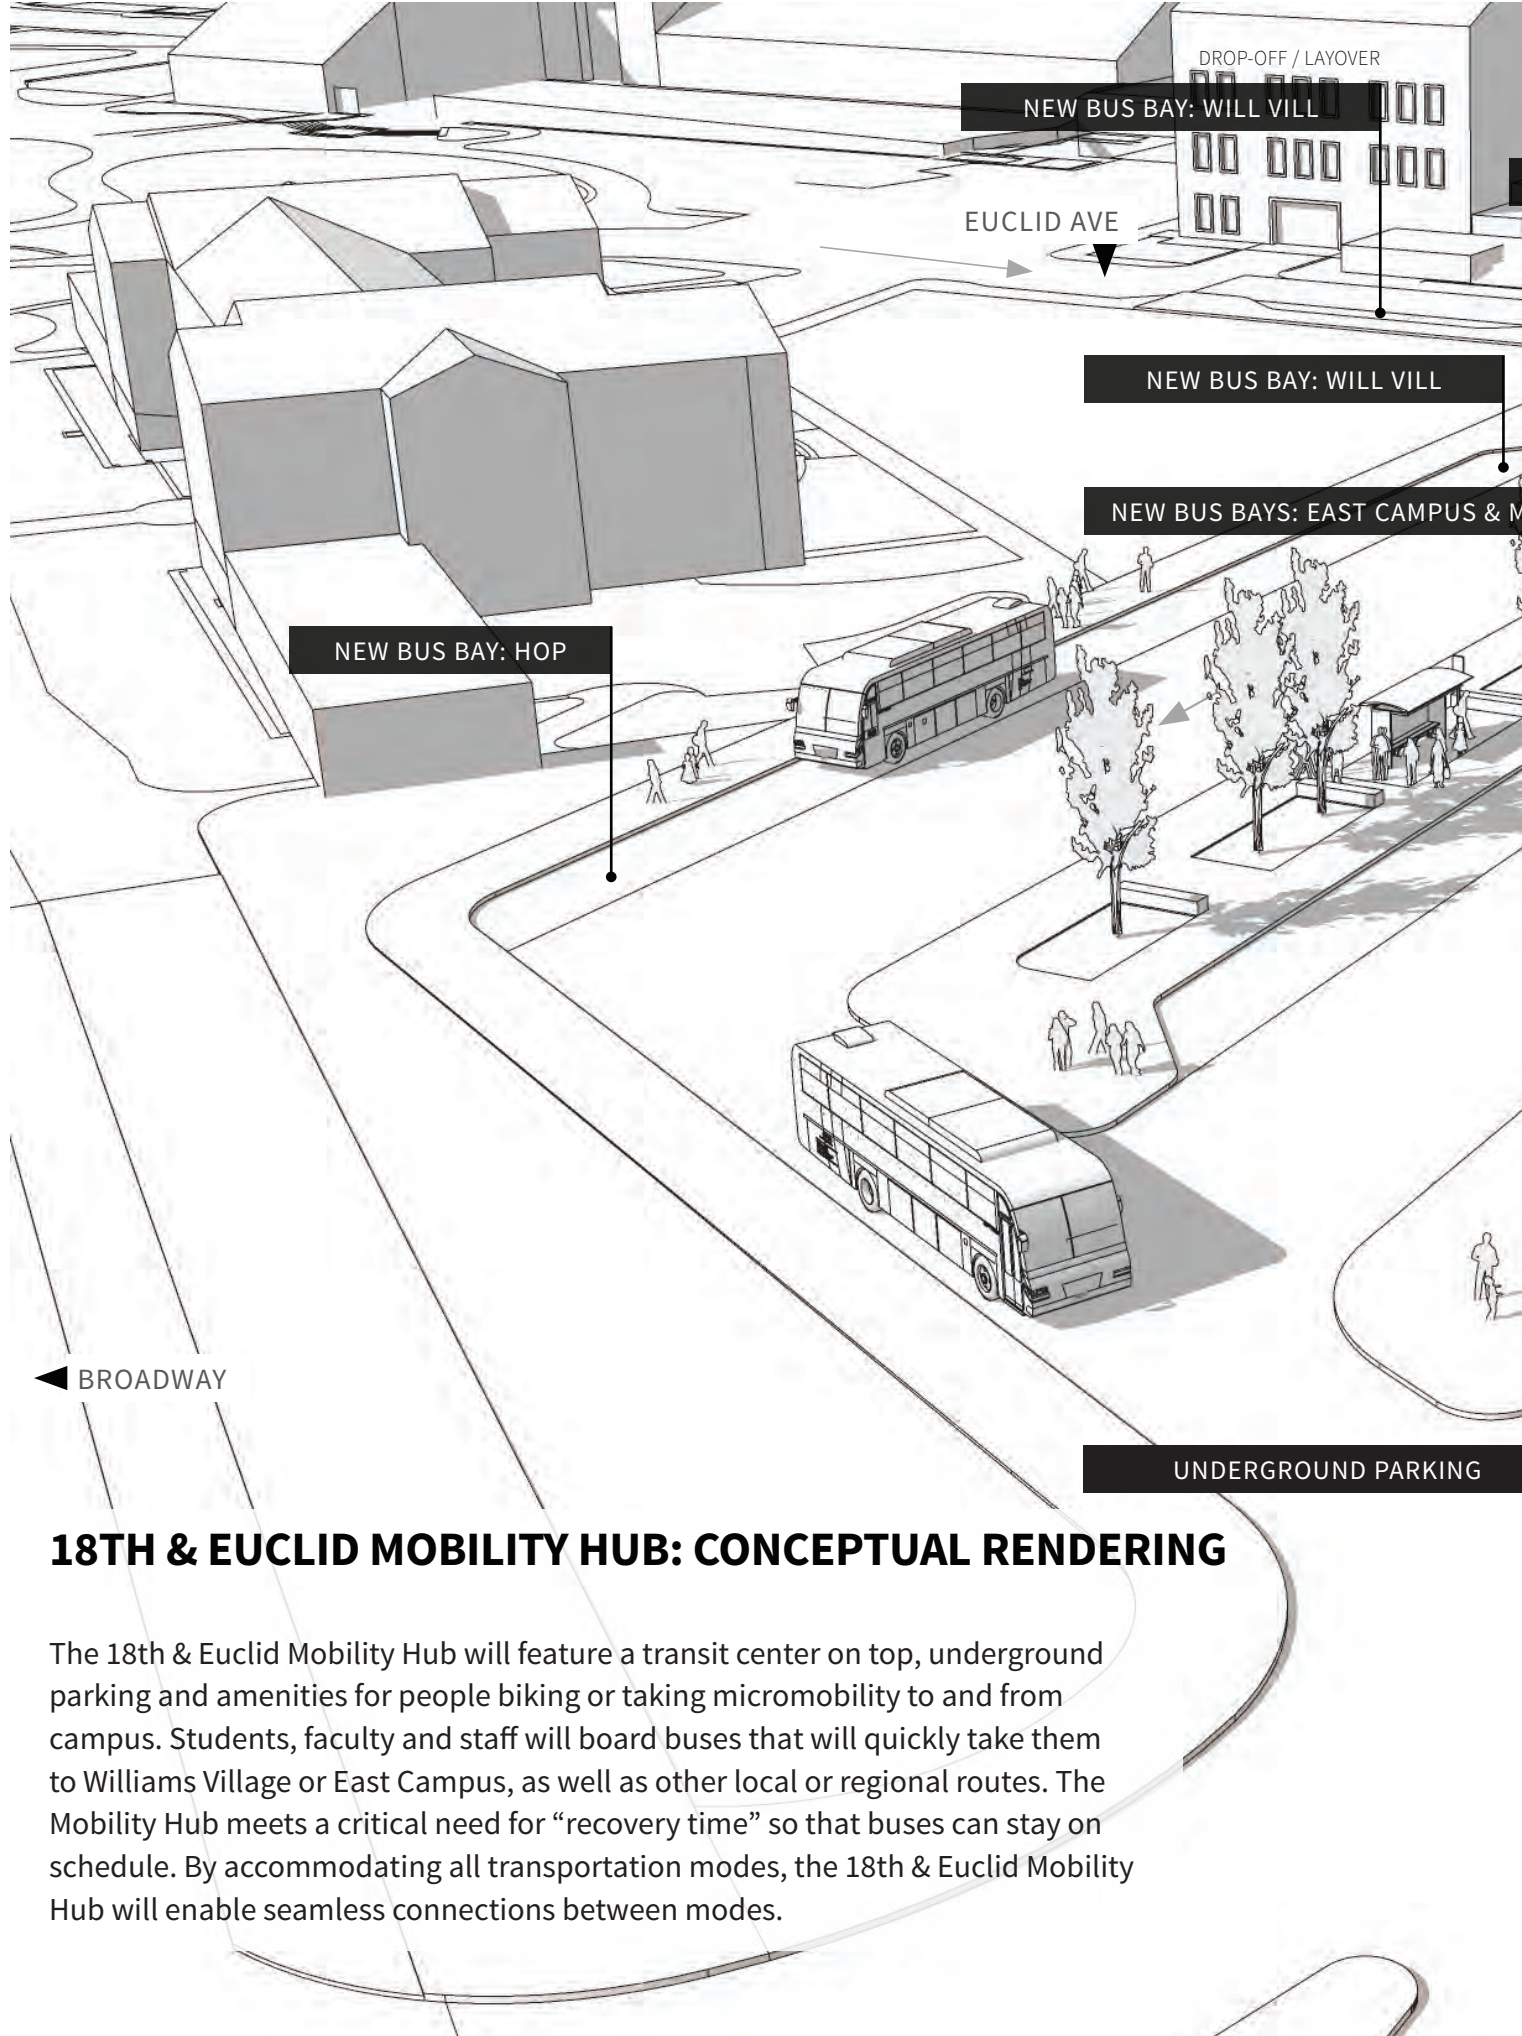 DROP-OFF / LAYOVER
NEW BUS BAY: WILL VILL
EUCLID AVE
NEW BUS BAY: WILL VILL
NEW BUS BAYS: EAST CAMPUS &
NEW BUS BAY: HOP
BROADWAY
UNDERGROUND PARKING
18TH & EUCLID MOBILITY HUB: CONCEPTUAL RENDERING
The 18th & Euclid Mobility Hub will feature a transit center on top, underground
parking and amenities for people biking or taking micromobility to and from
campus. Students, faculty and staff will board buses that will quickly take them
to Williams Village or East Campus, as well as other local or regional routes. The
Mobility Hub meets a critical need for “recovery time” so that buses can stay on
schedule. By accommodating all transportation modes, the 18th & Euclid Mobility
Hub will enable seamless connections between modes.